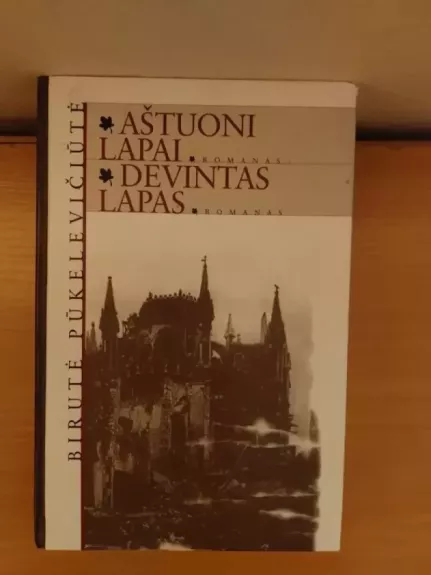 BIRUTĖ PŪKELEVIČIŪTĖ
AŠTUONI
LAPAI ROMANAS
DEVINTAS
LAPAS ROMANAS